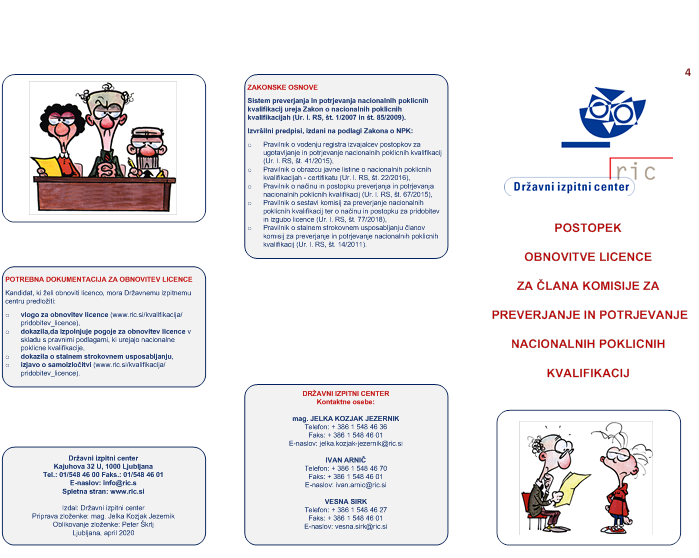 4
POTREBNA DOKUMENTACIJA ZA OBNOVITEV LICENCE
Kandidat, ki želi obnoviti licenco, mora Državnemu izpitnemu
centru predložiti:
o vlogo za obnovitev licence (www.ric.si/kvalifikacija/
pridobitev_licence),
o dokazila,da izpolnjuje pogoje za obnovitev licence v
skladu s pravnimi podlagami, ki urejajo nacionalne
poklicne kvalifikacije,
o dokazila o stalnem strokovnem usposabljanju,
o izjavo o samoizločitvi (www.ric.si/kvalifikacija/
pridobitev_licence).
Državni izpitni center
Kajuhova 32 U, 1000 Ljubljana
Tel.: 01/548 46 00 Faks.: 01/548 46 01
E-naslov: info@ric.s
Spletna stran: www.ric.si
Izdal: Državni izpitni center
Priprava zloženke: mag. Jelka Kozjak Jezernik
Oblikovanje zloženke: Peter Škrlj
Ljubljana, april 2020
ZAKONSKE OSNOVE
Sistem preverjanja in potrjevanja nacionalnih poklicnih
kvalifikacij ureja Zakon o nacionalnih poklicnih
kvalifikacijah (Ur. l. RS, št. 1/2007 in št. 85/2009).
Izvršilni predpisi, izdani na podlagi Zakona o NPK:
o Pravilnik o vodenju registra izvajalcev postopkov za
ugotavljanje in potrjevanje nacionalnih poklicnih kvalifikacij
(Ur. l. RS, št. 41/2015),
o Pravilnik o obrazcu javne listine o nacionalnih poklicnih
kvalifikacijah - certifikatu (Ur. l. RS, št. 22/2016),
o Pravilnik o načinu in postopku preverjanja in potrjevanja
nacionalnih poklicnih kvalifikacij (Ur. l. RS, št. 67/2015),
o Pravilnik o sestavi komisij za preverjanje nacionalnih
poklicnih kvalifikacij ter o načinu in postopku za pridobitev
in izgubo licence (Ur. l. RS, št. 77/2018),
o Pravilnik o stalnem strokovnem usposabljanju članov
komisij za preverjanje in potrjevanje nacionalnih poklicnih
kvalifikacij (Ur. l. RS, št. 14/2011).
DRŽAVNI IZPITNI CENTER
Kontaktne osebe:
mag. JELKA KOZJAK JEZERNIK
Telefon: + 386 1 548 46 36
Faks: + 386 1 548 46 01
E-naslov: jelka.kozjak-jezernik@ric.si
IVAN ARNIČ
Telefon: + 386 1 548 46 70
Faks: + 386 1 548 46 01
E-naslov: ivan.arnic@ric.si
VESNA SIRK
Telefon: + 386 1 548 46 27
Faks: + 386 1 548 46 01
E-naslov: vesna.sirk@ric.si
ric
Državni izpitni center
POSTOPEK
OBNOVITVE LICENCE
ZA ČLANA KOMISIJE ZA
PREVERJANJE IN POTRJEVANJE
NACIONALNIH POKLICNIH
KVALIFIKACIJ